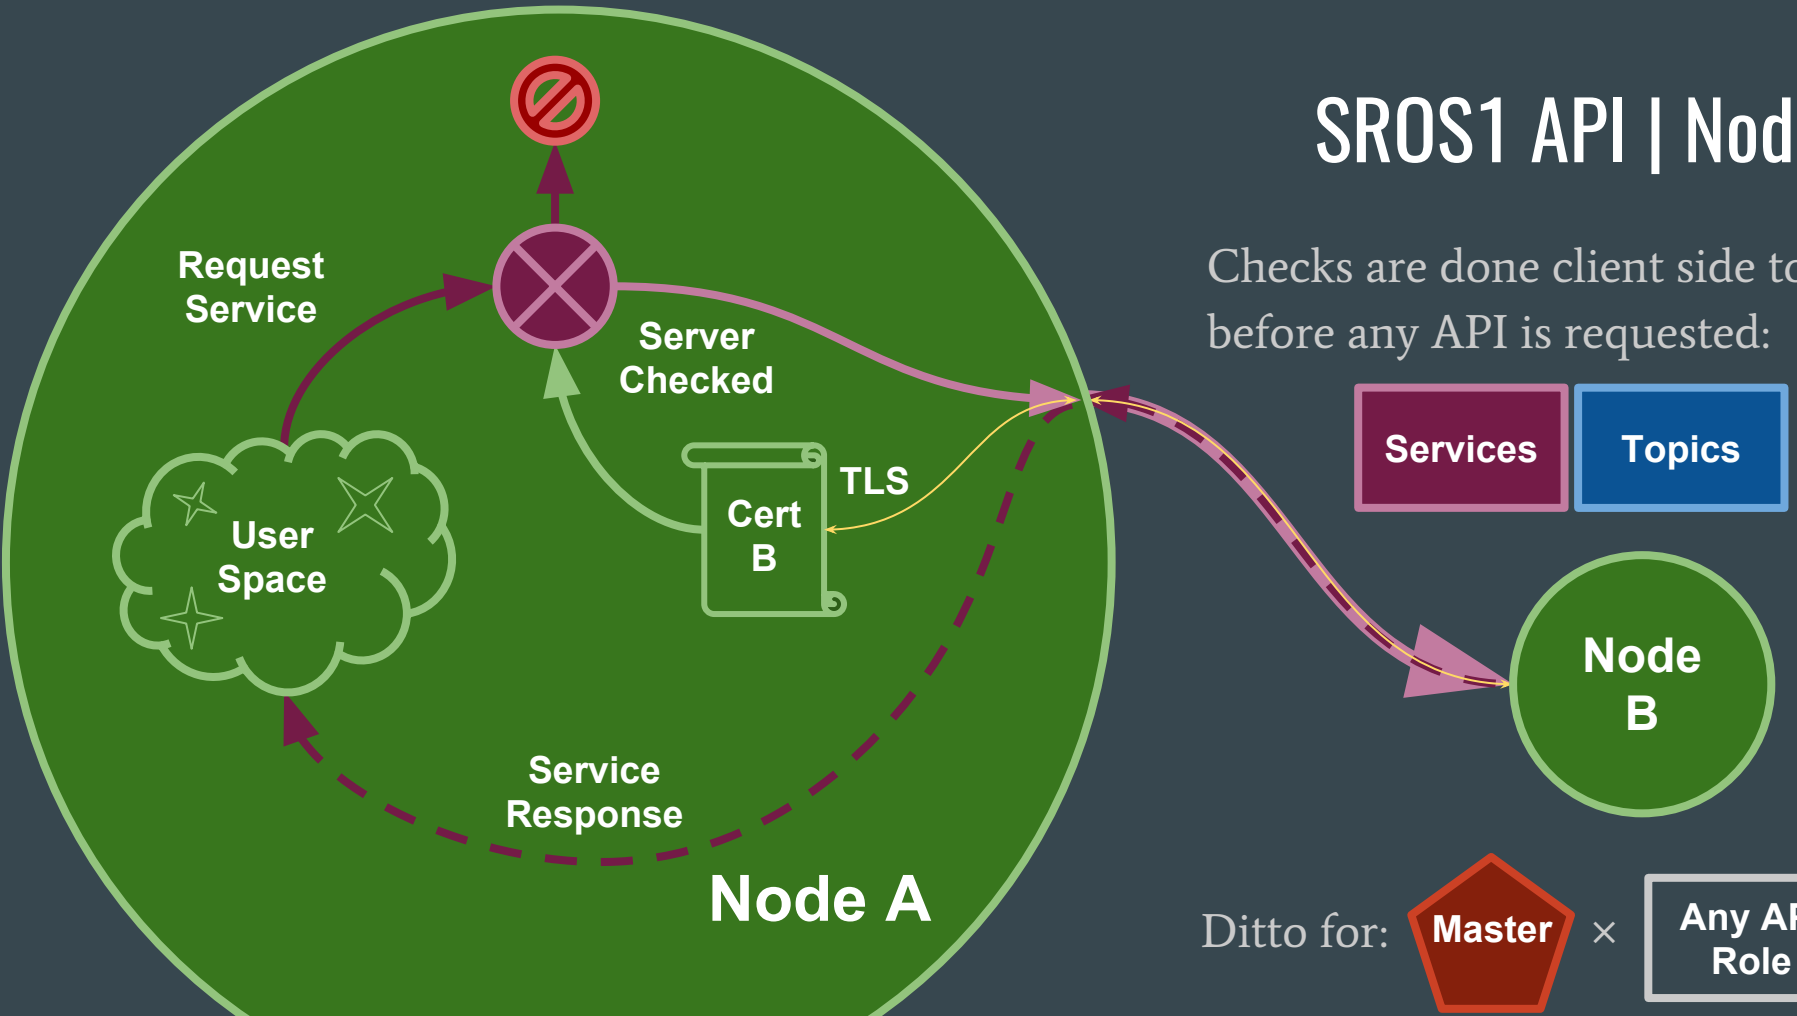 SROS1 API | Nod
Checks are done client side to
before any API is requested:
Services
Topics
Request
Service
Server
Checked
TLS
Cert
B
User
Space
Service
Response
Node A
Node
B
Ditto for:
Master
×
Any AP
Role